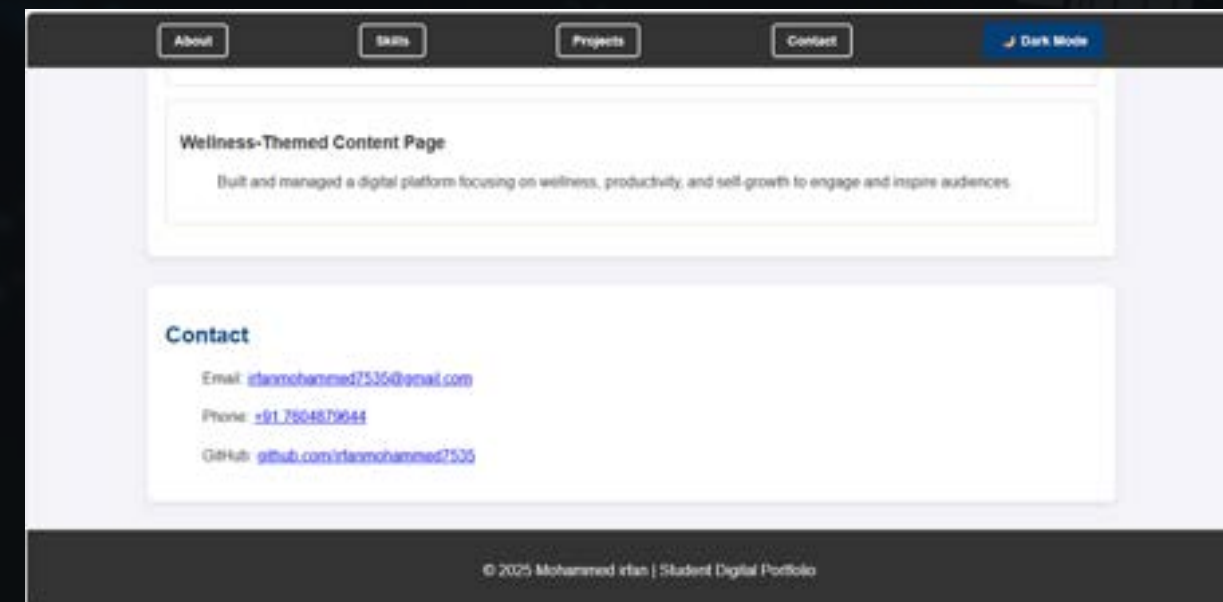 About
Skills
Projects
Contact
🌙 Dark Mode
Wellness-Themed Content Page
Built and managed a digital platform focusing on wellness, productivity, and self-growth to engage and inspire audiences.
Contact
Email: irfanmohammed7535@gmail.com
Phone: +91 7804879644
GitHub: github.com/irfanmohammed7535
© 2025 Mohammed irfan | Student Digital Portfolio